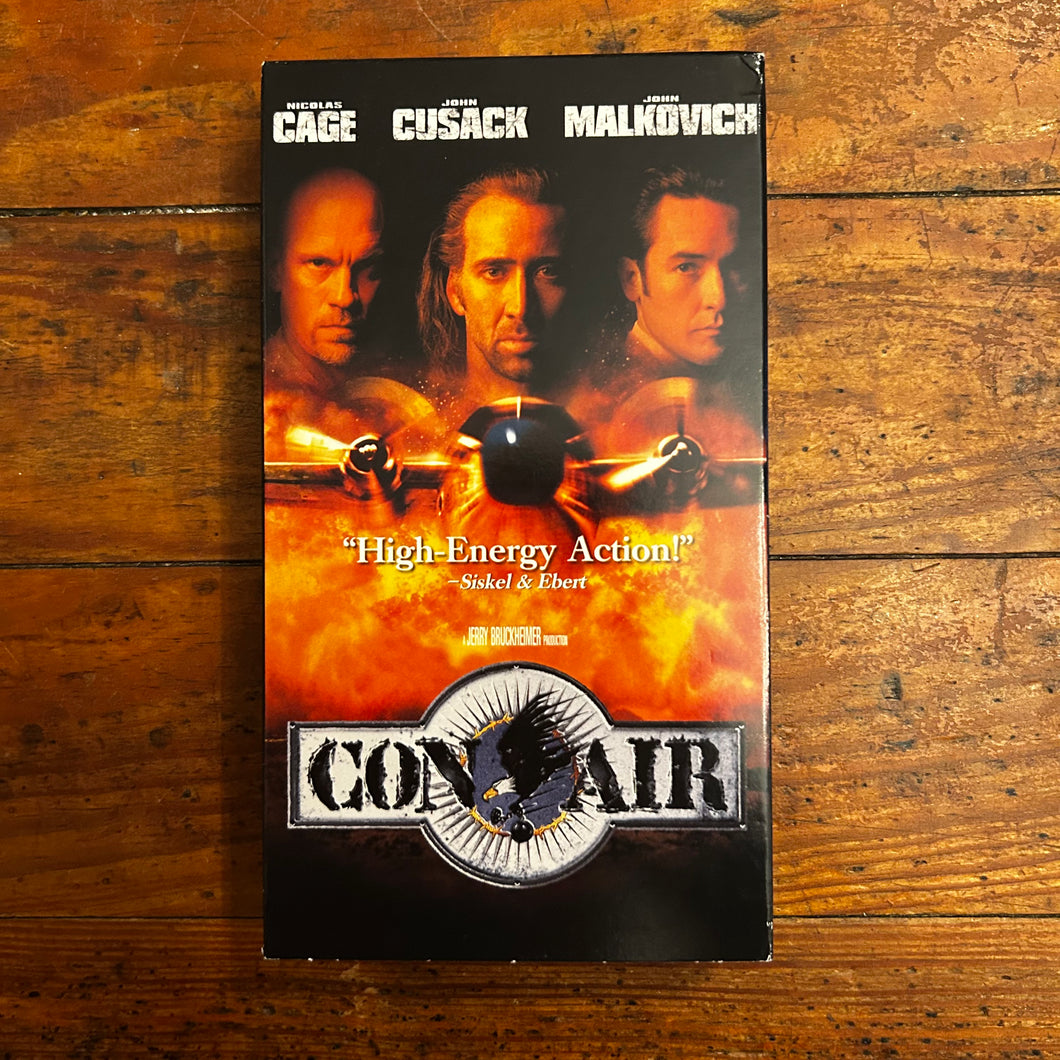 NICOLAS CAGE
JOHN CUSACK
JOHN MALKOVICH
“High-Energy Action!”
–Siskel & Ebert
A JERRY BRUCKHEIMER PRODUCTION
CON AIR